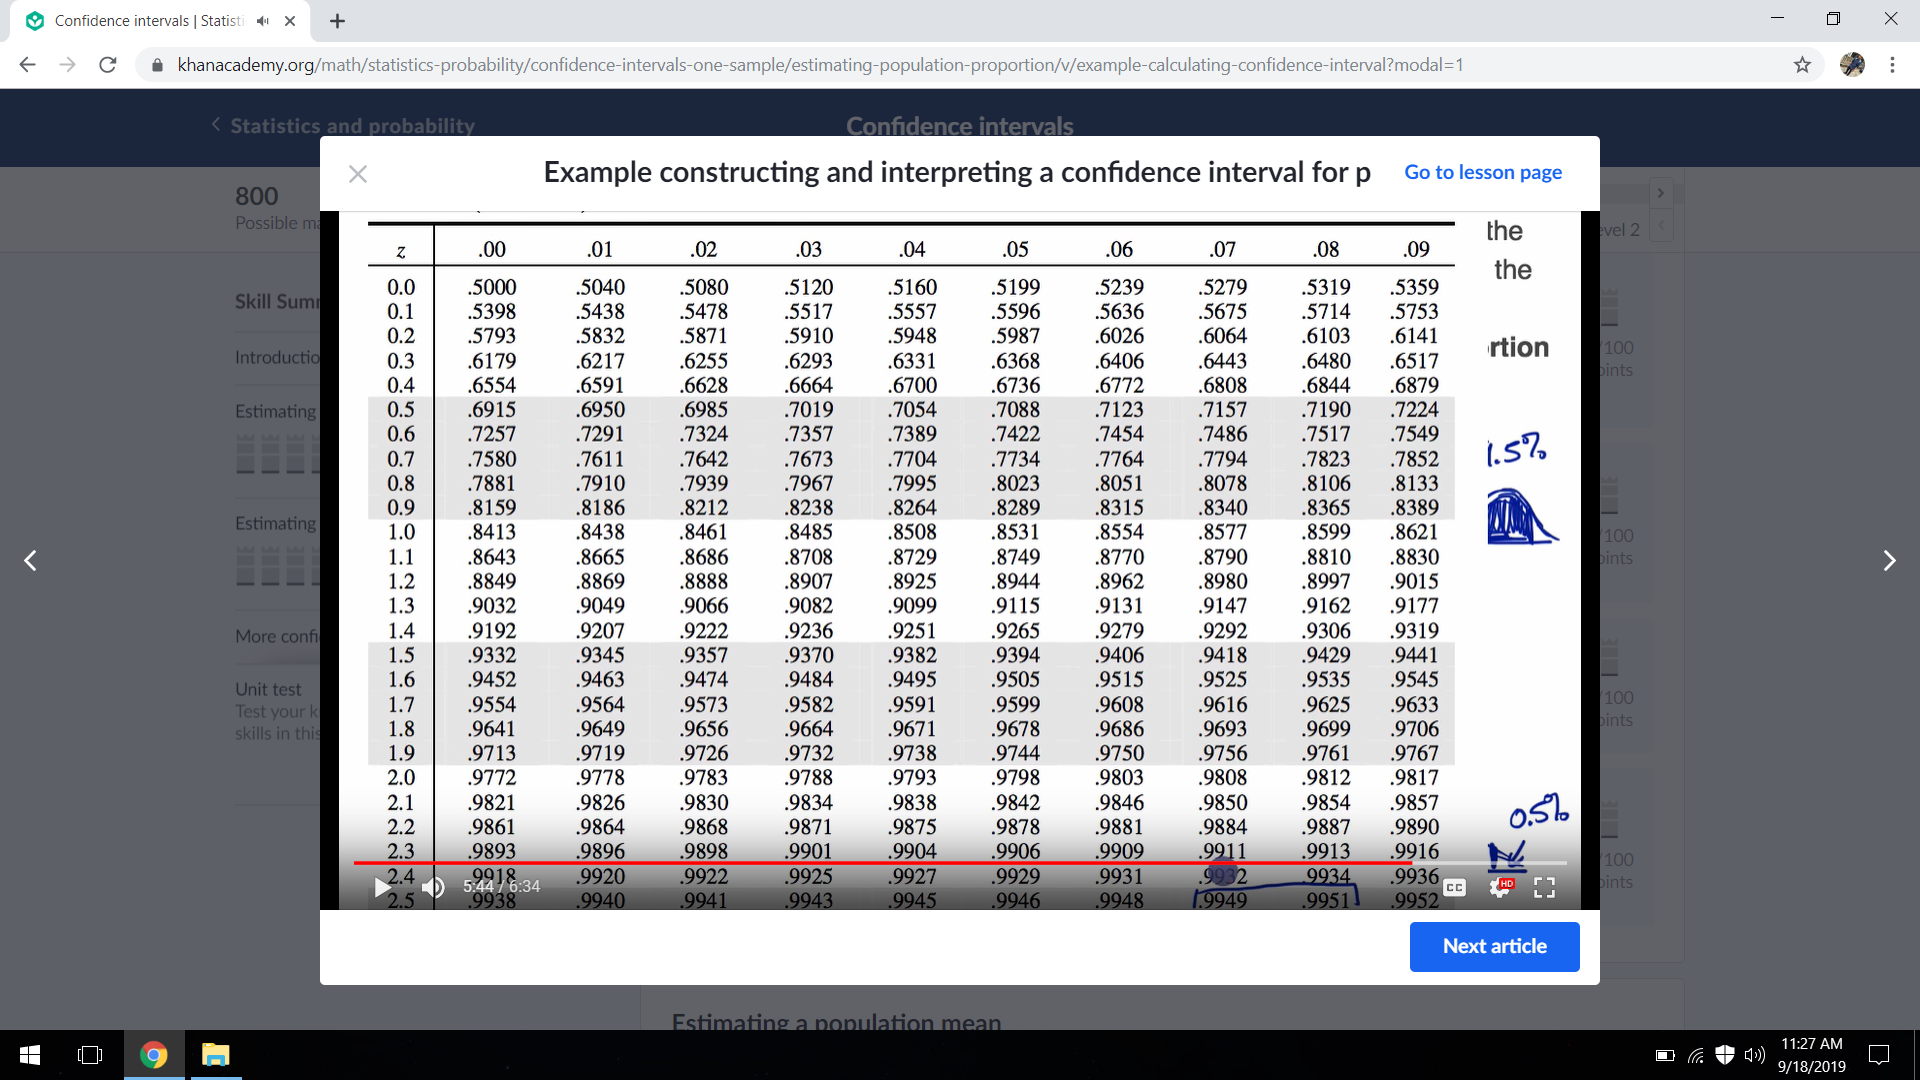 Confidence intervals | Statisti
khanacademy.org/math/statistics-probability/confidence-intervals-one-sample/estimating-population-proportion/v/example-calculating-confidence-interval?modal=1
Statistics and probability
Confidence intervals
Example constructing and interpreting a confidence interval for p
Go to lesson page
800
Possible ma
evel 2
Skill Summ
Introductio
Estimating
Estimating
More confi
Unit test
Test your k
skills in this
z .00 .01 .02 .03 .04 .05 .06 .07 .08 .09
0.0 .5000 .5040 .5080 .5120 .5160 .5199 .5239 .5279 .5319 .5359
0.1 .5398 .5438 .5478 .5517 .5557 .5596 .5636 .5675 .5714 .5753
0.2 .5793 .5832 .5871 .5910 .5948 .5987 .6026 .6064 .6103 .6141
0.3 .6179 .6217 .6255 .6293 .6331 .6368 .6406 .6443 .6480 .6517
0.4 .6554 .6591 .6628 .6664 .6700 .6736 .6772 .6808 .6844 .6879
0.5 .6915 .6950 .6985 .7019 .7054 .7088 .7123 .7157 .7190 .7224
0.6 .7257 .7291 .7324 .7357 .7389 .7422 .7454 .7486 .7517 .7549
0.7 .7580 .7611 .7642 .7673 .7704 .7734 .7764 .7794 .7823 .7852
0.8 .7881 .7910 .7939 .7967 .7995 .8023 .8051 .8078 .8106 .8133
0.9 .8159 .8186 .8212 .8238 .8264 .8289 .8315 .8340 .8365 .8389
1.0 .8413 .8438 .8461 .8485 .8508 .8531 .8554 .8577 .8599 .8621
1.1 .8643 .8665 .8686 .8708 .8729 .8749 .8770 .8790 .8810 .8830
1.2 .8849 .8869 .8888 .8907 .8925 .8944 .8962 .8980 .8997 .9015
1.3 .9032 .9049 .9066 .9082 .9099 .9115 .9131 .9147 .9162 .9177
1.4 .9192 .9207 .9222 .9236 .9251 .9265 .9279 .9292 .9306 .9319
1.5 .9332 .9345 .9357 .9370 .9382 .9394 .9406 .9418 .9429 .9441
1.6 .9452 .9463 .9474 .9484 .9495 .9505 .9515 .9525 .9535 .9545
1.7 .9554 .9564 .9573 .9582 .9591 .9599 .9608 .9616 .9625 .9633
1.8 .9641 .9649 .9656 .9664 .9671 .9678 .9686 .9693 .9699 .9706
1.9 .9713 .9719 .9726 .9732 .9738 .9744 .9750 .9756 .9761 .9767
2.0 .9772 .9778 .9783 .9788 .9793 .9798 .9803 .9808 .9812 .9817
2.1 .9821 .9826 .9830 .9834 .9838 .9842 .9846 .9850 .9854 .9857
2.2 .9861 .9864 .9868 .9871 .9875 .9878 .9881 .9884 .9887 .9890
2.3 .9893 .9896 .9898 .9901 .9904 .9906 .9909 .9911 .9913 .9916
2.4 .9918 .9920 .9922 .9925 .9927 .9929 .9931 .9932 .9934 .9936
2.5 .9938 .9940 .9941 .9943 .9945 .9946 .9948 .9949 .9951 .9952
the
the
rtion
1.5%
0.5%
5:44 / 6:34
CC
HD
/100
oints
/100
oints
/100
oints
/100
oints
Next article
Estimating a population mean
11:27 AM
9/18/2019